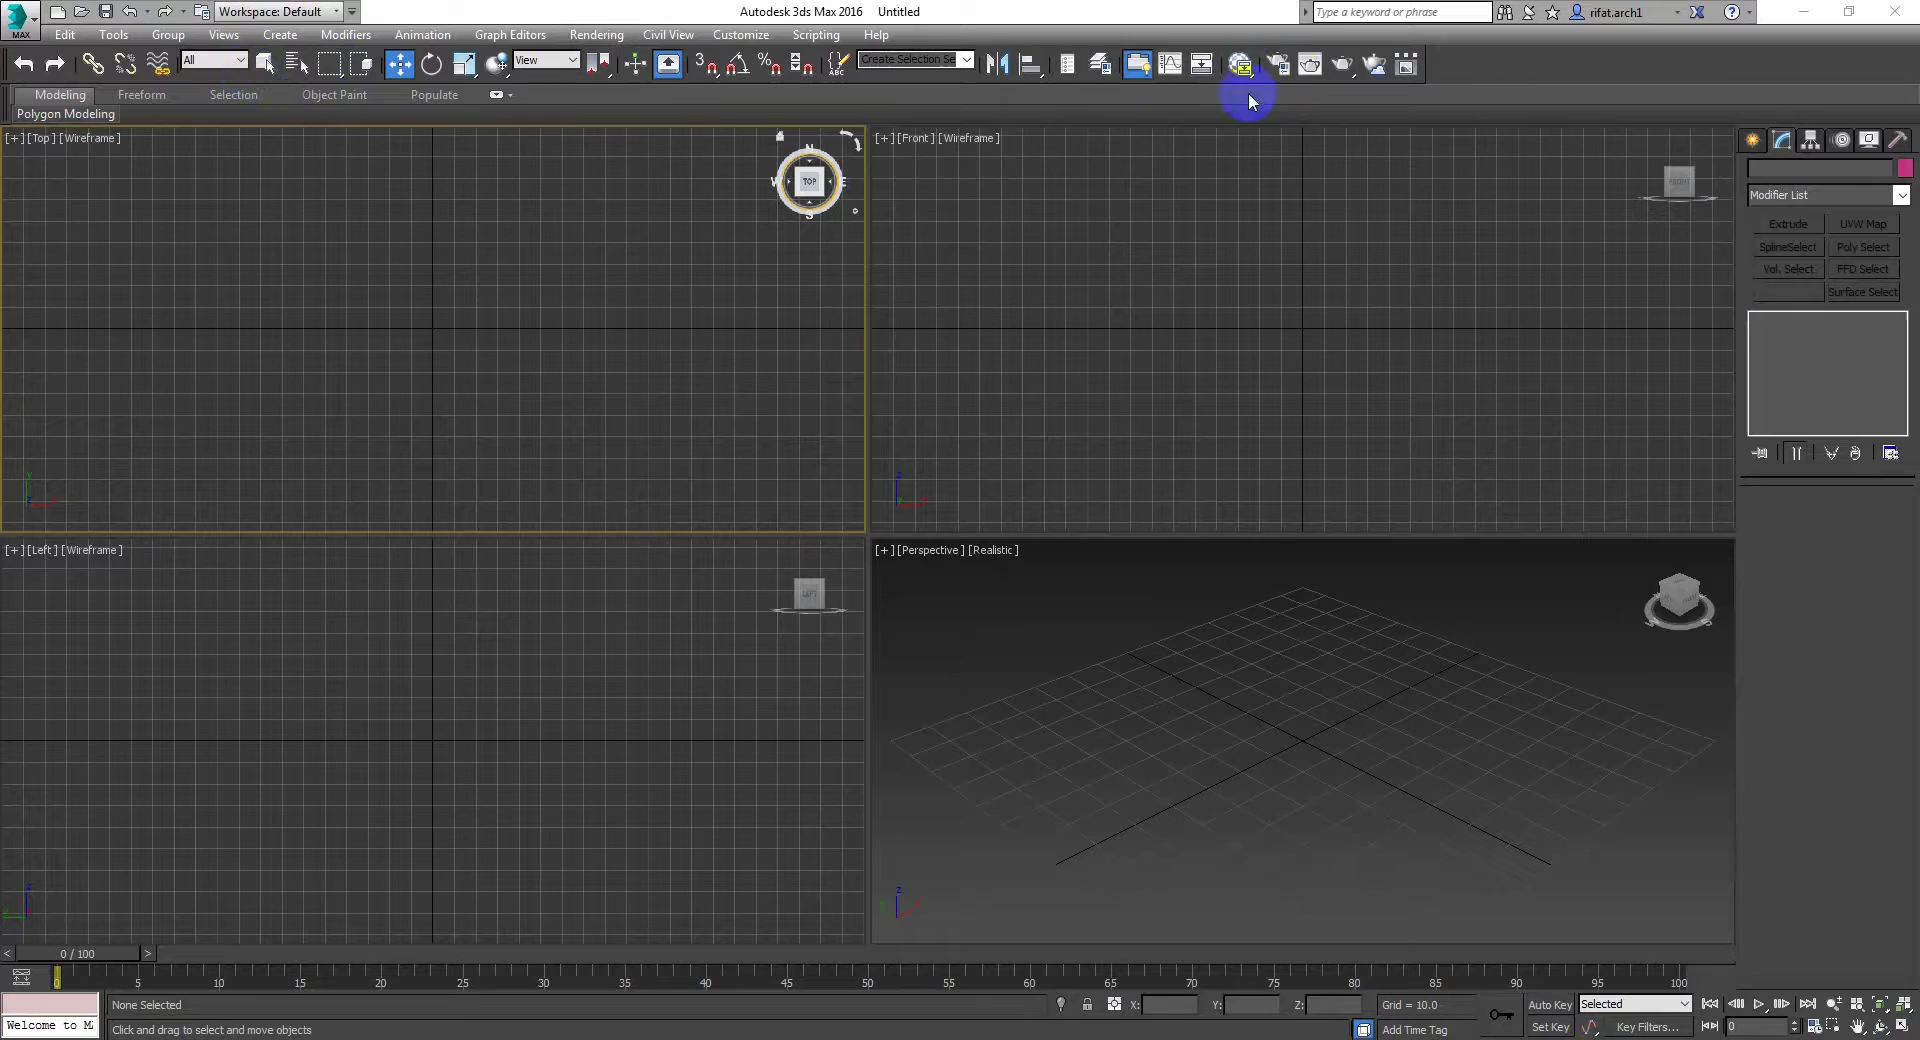 Workspace: Default
Autodesk 3ds Max 2016 Untitled
Type a keyword or phrase
rifat.arch1
MAX
Edit Tools Group Views Create Modifiers Animation Graph Editors Rendering Civil View Customize Scripting Help
All
View
3
ABC
Create Selection Se
Modeling Freeform Selection Object Paint Populate
Polygon Modeling
[+] [Top] [Wireframe]
N
W TOP E
S
[+] [Front] [Wireframe]
FRONT
Modifier List
Extrude UVW Map
SplineSelect Poly Select
Vol. Select FFD Select
Surface Select
[+] [Left] [Wireframe]
LEFT
[+] [Perspective] [Realistic]
< 0 / 100 >
0 5 10 15 20 25 30 35 40 45 50 55 60 65 70 75 80 85 90 95 100
None Selected
X: Y: Z: Grid = 10.0
Auto Key Selected
Welcome to M
Click and drag to select and move objects
Add Time Tag
Set Key Key Filters... 0